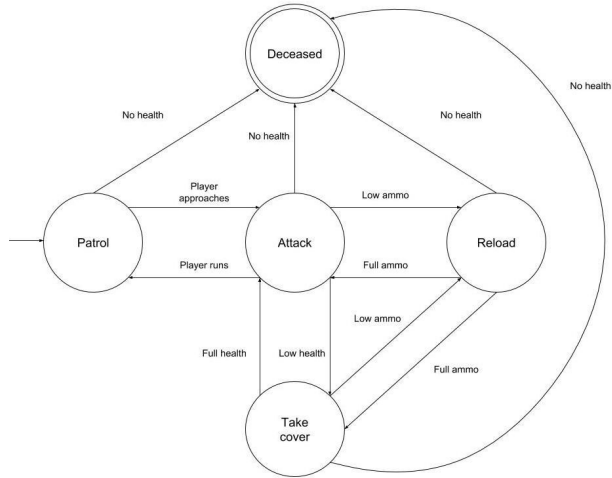 Deceased
No health
No health
No health
No health
Player
approaches
Low ammo
Patrol
Attack
Reload
Player runs
Full ammo
Low ammo
Full health
Low health
Full ammo
Take
cover